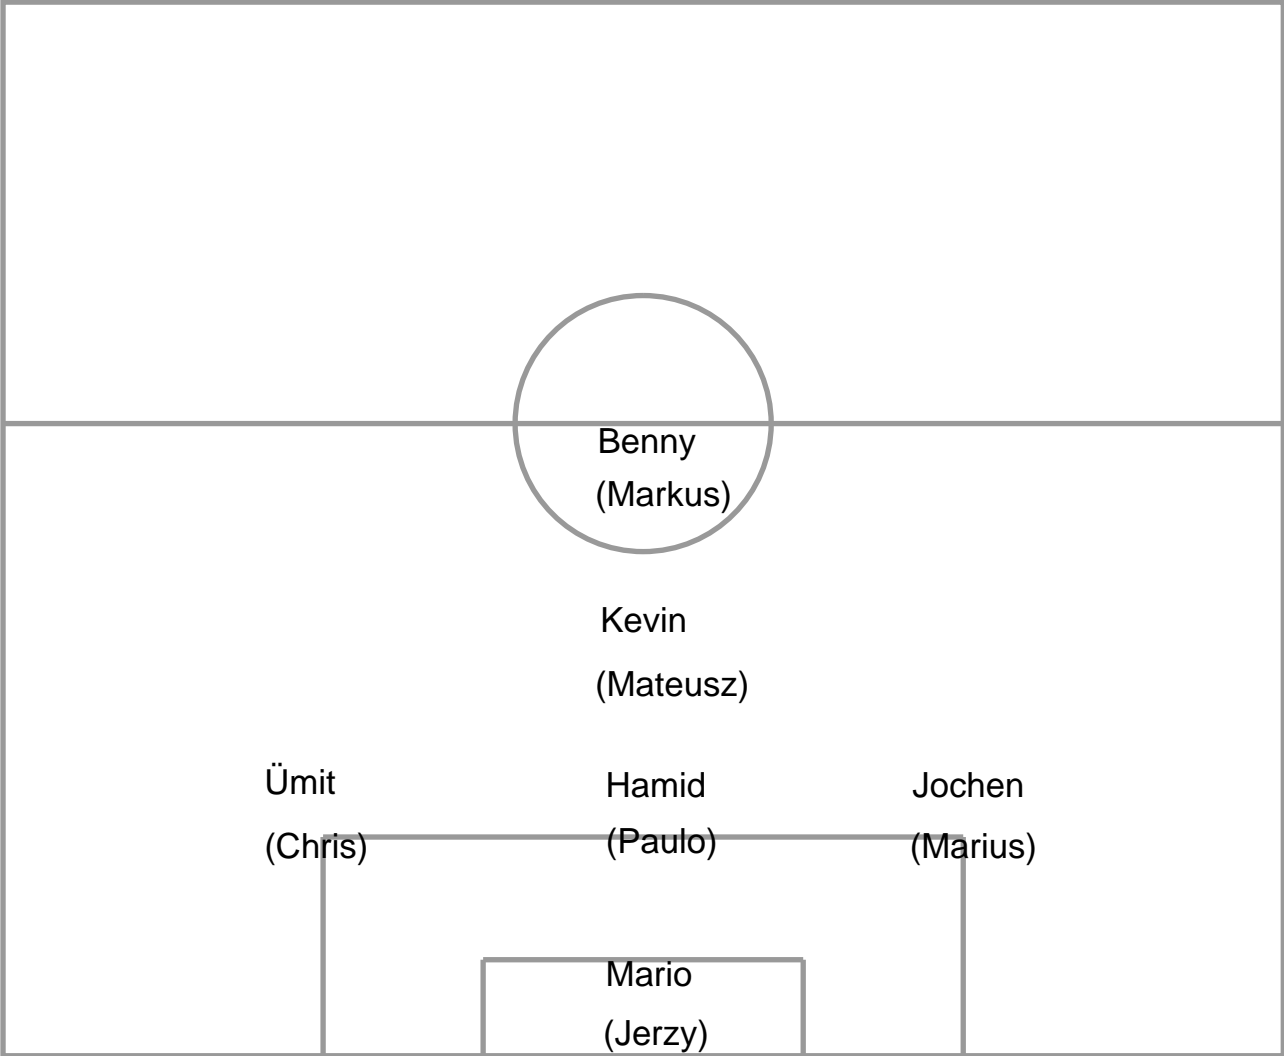 Benny
(Markus)
Kevin
(Mateusz)
Ümit
(Chris)
Hamid
(Paulo)
Jochen
(Marius)
Mario
(Jerzy)